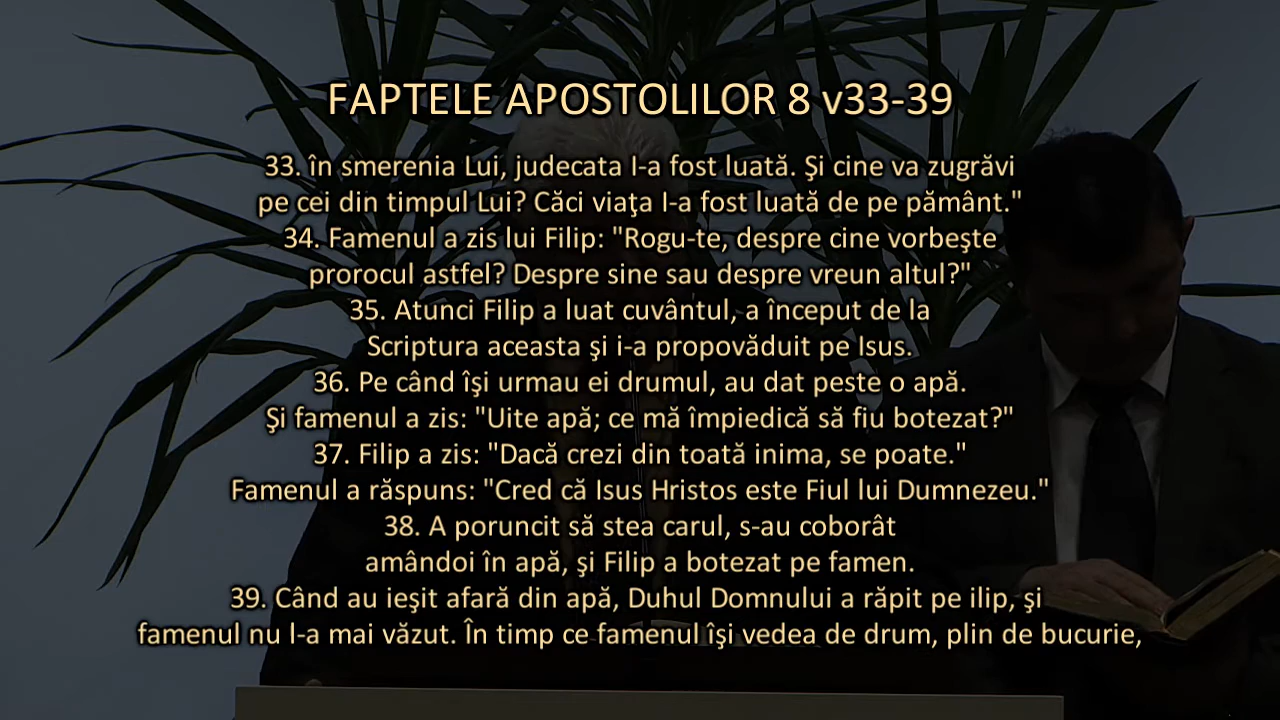 FAPTELE APOSTOLILOR 8 v33-39
33. în smerenia Lui, judecata I-a fost luată. Şi cine va zugrăvi
pe cei din timpul Lui? Căci viaţa I-a fost luată de pe pământ."
34. Famenul a zis lui Filip: "Rogu-te, despre cine vorbeşte
prorocul astfel? Despre sine sau despre vreun altul?"
35. Atunci Filip a luat cuvântul, a început de la
Scriptura aceasta şi i-a propovăduit pe Isus.
36. Pe când îşi urmau ei drumul, au dat peste o apă.
Şi famenul a zis: "Uite apă; ce mă împiedică să fiu botezat?"
37. Filip a zis: "Dacă crezi din toată inima, se poate."
Famenul a răspuns: "Cred că Isus Hristos este Fiul lui Dumnezeu."
38. A poruncit să stea carul, s-au coborât
amândoi în apă, şi Filip a botezat pe famen.
39. Când au ieşit afară din apă, Duhul Domnului a răpit pe ilip, şi
famenul nu l-a mai văzut. În timp ce famenul îşi vedea de drum, plin de bucurie,